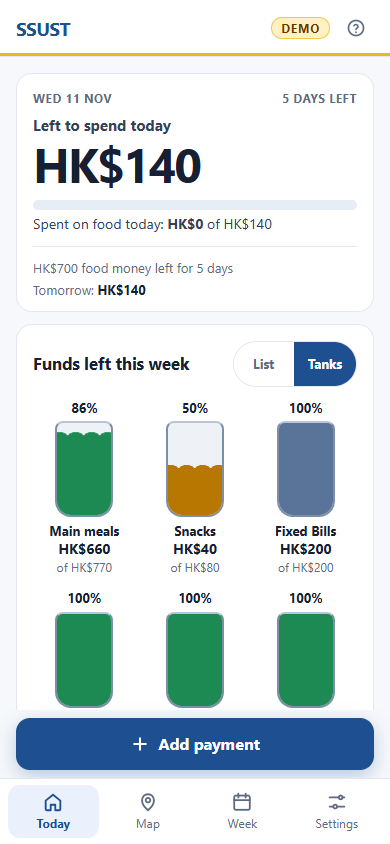 SSUST
DEMO
WED 11 NOV
5 DAYS LEFT
Left to spend today
HK$140
Spent on food today: HK$0 of HK$140
HK$700 food money left for 5 days
Tomorrow: HK$140
Funds left this week
List
Tanks
86%
50%
100%
Main meals
Snacks
Fixed Bills
HK$660
HK$40
HK$200
of HK$770
of HK$80
of HK$200
100%
100%
100%
+ Add payment
Today
Map
Week
Settings